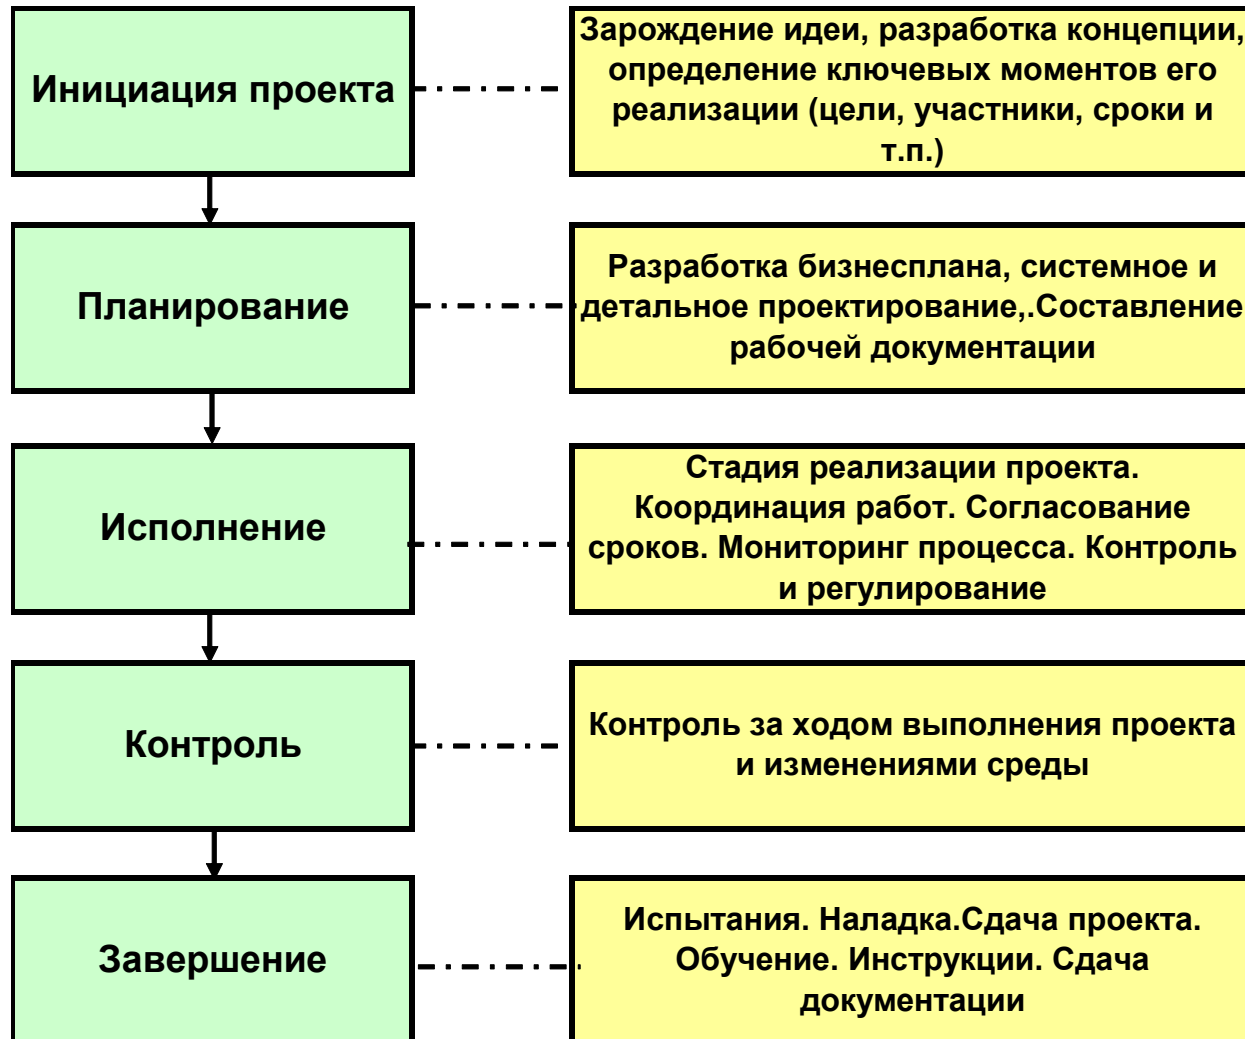 Инициация проекта
Зарождение идеи, разработка концепции,
определение ключевых моментов его
реализации (цели, участники, сроки и
т.п.)
Планирование
Разработка бизнесплана, системное и
детальное проектирование,.Составление
рабочей документации
Исполнение
Стадия реализации проекта.
Координация работ. Согласование
сроков. Мониторинг процесса. Контроль
и регулирование
Контроль
Контроль за ходом выполнения проекта
и изменениями среды
Завершение
Испытания. Наладка.Сдача проекта.
Обучение. Инструкции. Сдача
документации